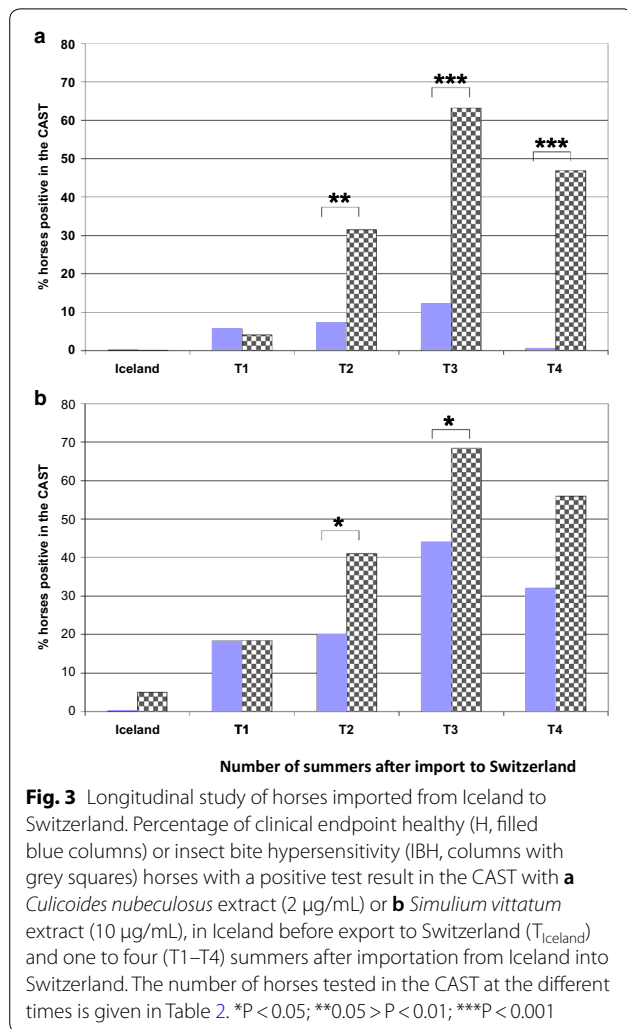 a
80
70
60
50
40
30
20
10
0
% horses positive in the CAST
**
***
***
Iceland T1 T2 T3 T4
b
80
70
60
50
40
30
20
10
0
% horses positive in the CAST
*
*
Iceland T1 T2 T3 T4
Number of summers after import to Switzerland
Fig. 3 Longitudinal study of horses imported from Iceland to
Switzerland. Percentage of clinical endpoint healthy (H, filled
blue columns) or insect bite hypersensitivity (IBH, columns with
grey squares) horses with a positive test result in the CAST with a
Culicoides nubeculosus extract (2 µg/mL) or b Simulium vittatum
extract (10 µg/mL), in Iceland before export to Switzerland (TIceland)
and one to four (T1–T4) summers after importation from Iceland into
Switzerland. The number of horses tested in the CAST at the different
times is given in Table 2. *P < 0.05; **0.05 > P < 0.01; ***P < 0.001